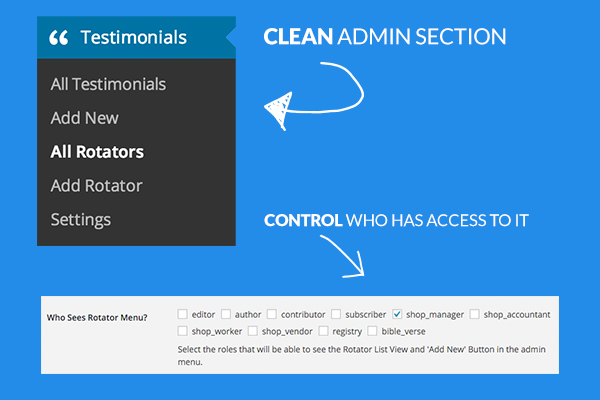 Testimonials
CLEAN ADMIN SECTION
All Testimonials
Add New
All Rotators
Add Rotator
Settings
CONTROL WHO HAS ACCESS TO IT
Who Sees Rotator Menu?
editor author contributor subscriber shop_manager shop_accountant
shop_worker shop_vendor registry bible_verse
Select the roles that will be able to see the Rotator List View and 'Add New' Button in the admin
menu.